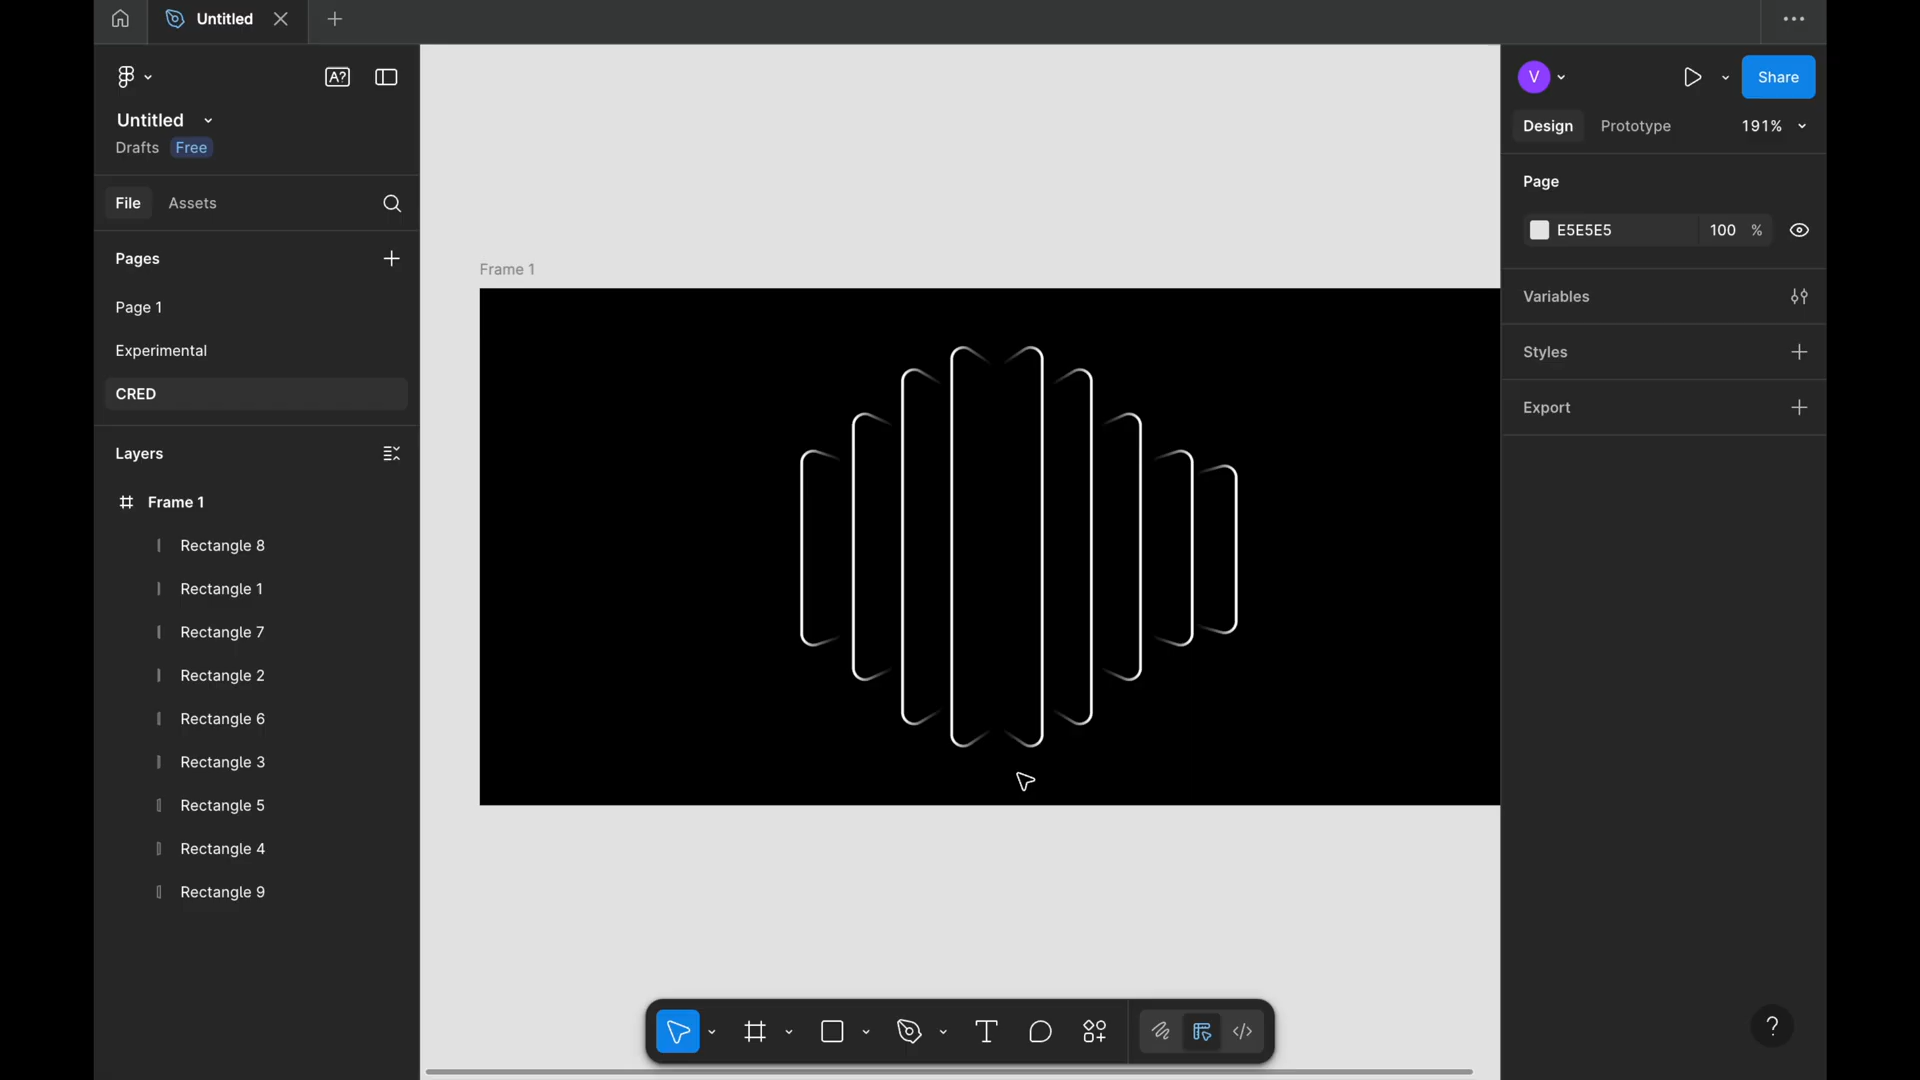 Untitled
A?
Untitled
Drafts Free
File Assets
Pages
Page 1
Experimental
CRED
Layers
Frame 1
Rectangle 8
Rectangle 1
Rectangle 7
Rectangle 2
Rectangle 6
Rectangle 3
Rectangle 5
Rectangle 4
Rectangle 9
Frame 1
V
Share
Design Prototype 191%
Page
E5E5E5 100 %
Variables
Styles
Export
T
</>
?